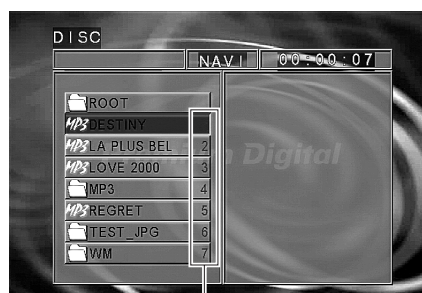 DISC
NAVI 00:00:07
ROOT
MP3 DESTINY
MP3 LA PLUS BEL 2
MP3 LOVE 2000 3
MP3 4
MP3 REGRET 5
TEST_JPG 6
WM 7
Digital